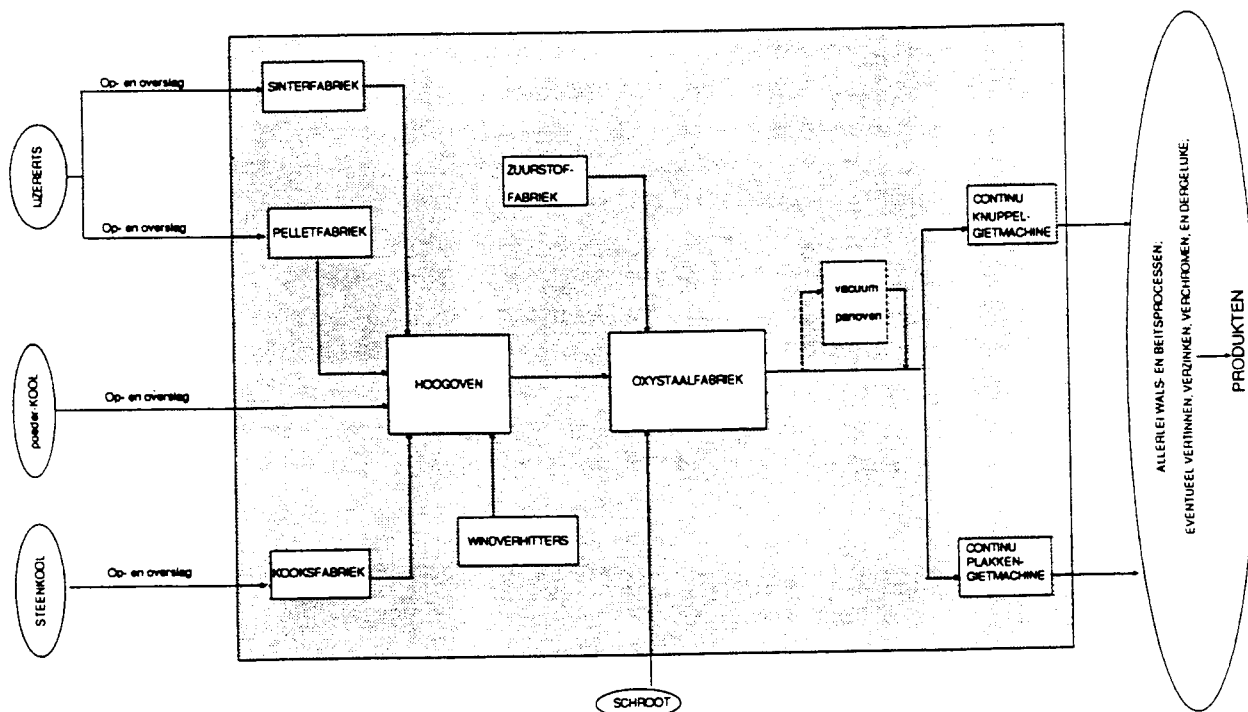 Op- en overslag
SINTERFABRIEK
IJZERERTS
ZUURSTOF-
FABRIEK
CONTINU
KNUPPEL-
GIETMACHINE
Op- en overslag
PELLETFABRIEK
vacuum
panoven
HOOGOVEN
OXYSTAALFABRIEK
poeder-KOOL
Op- en overslag
WINDVERHITTERS
STEENKOOL
Op- en overslag
KOOKSFABRIEK
CONTINU
PLAKKEN-
GIETMACHINE
SCHROOT
ALLERLEI WALS- EN BEITSPROCESSEN;
EVENTUEEL VERTINNEN, VERZINKEN, VERCHROMEN, EN DERGELIJKE;
PRODUKTEN